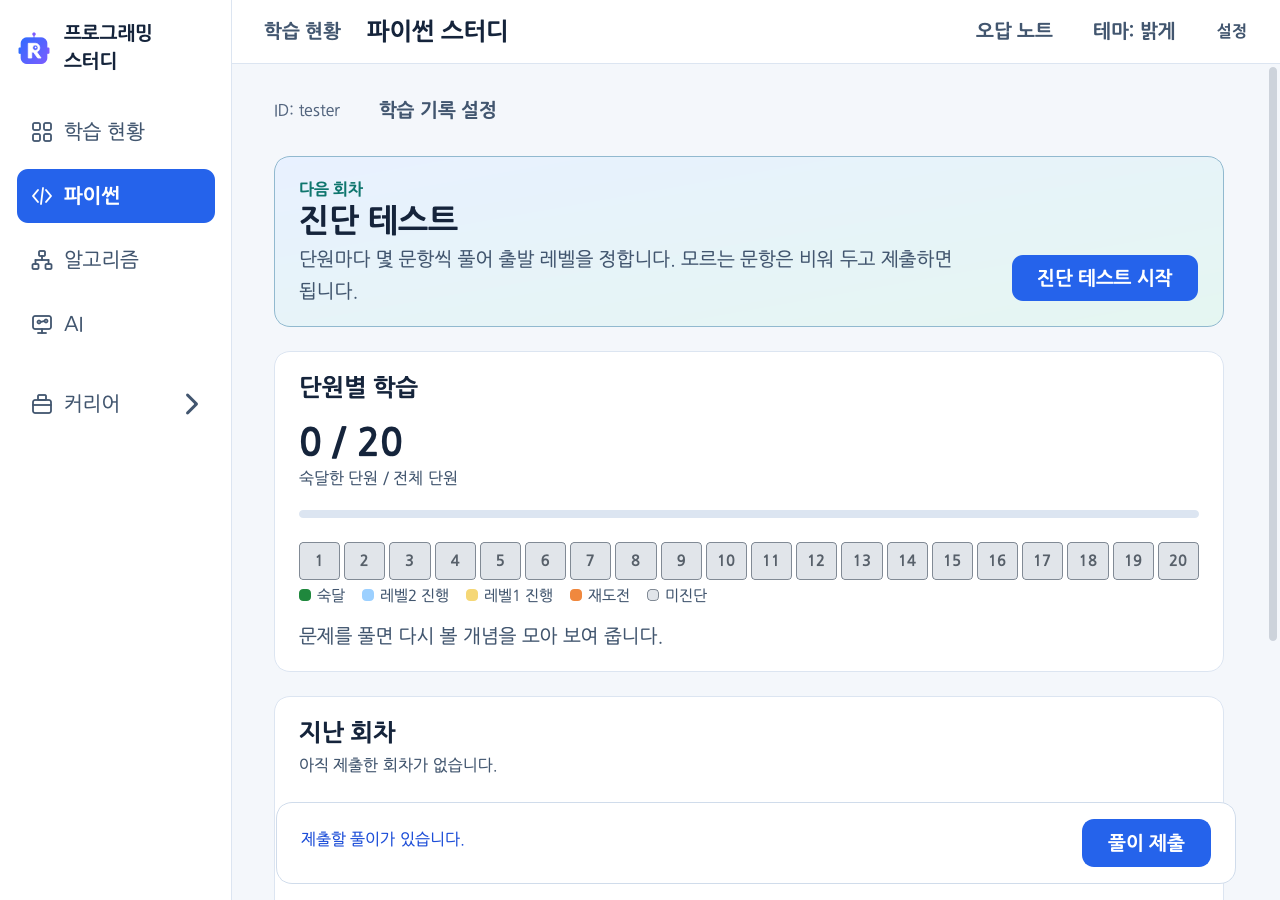 프로그래밍
스터디
학습 현황
파이썬
알고리즘
AI
커리어
학습 현황
파이썬 스터디
오답 노트
테마: 밝게
설정
ID: tester
학습 기록 설정
다음 회차
진단 테스트
단원마다 몇 문항씩 풀어 출발 레벨을 정합니다. 모르는 문항은 비워 두고 제출하면
됩니다.
진단 테스트 시작
단원별 학습
0 / 20
숙달한 단원 / 전체 단원
1 2 3 4 5 6 7 8 9 10 11 12 13 14 15 16 17 18 19 20
숙달 레벨2 진행 레벨1 진행 재도전 미진단
문제를 풀면 다시 볼 개념을 모아 보여 줍니다.
지난 회차
아직 제출한 회차가 없습니다.
제출할 풀이가 있습니다.
풀이 제출